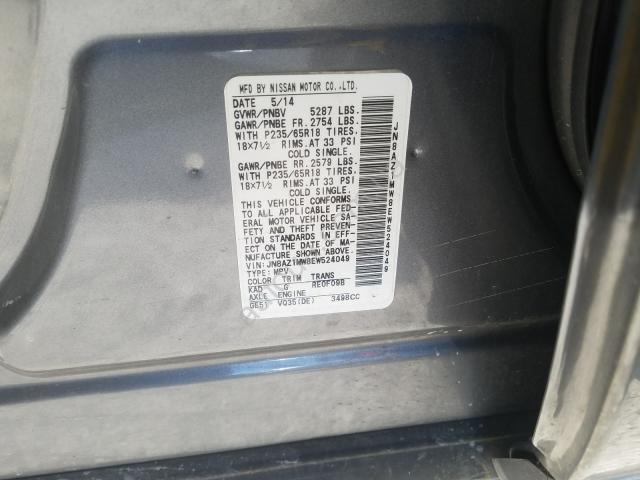 MFD BY NISSAN MOTOR CO.,LTD.
DATE 5/14
GVWR/PNBV 5287 LBS.
GAWR/PNBE FR. 2754 LBS.
WITH P235/65R18 TIRES.
18×7½ RIMS.AT 33 PSI
COLD SINGLE.
GAWR/PNBE RR. 2579 LBS.
WITH P235/65R18 TIRES.
18×7½ RIMS.AT 33 PSI
COLD SINGLE.
THIS VEHICLE CONFORMS
TO ALL APPLICABLE FED-
ERAL MOTOR VEHICLE SA-
FETY AND THEFT PREVEN-
TION STANDARDS IN EFF-
ECT ON THE DATE OF MA-
NUFACTURE SHOWN ABOVE.
VIN:JN8AZ1MW8EW524049
TYPE: MPV
COLOR TRIM TRANS
KAD G RE0F09B
AXLE ENGINE
GE51 VQ35(DE) 3498CC
JN8AZ1MW8EW524049